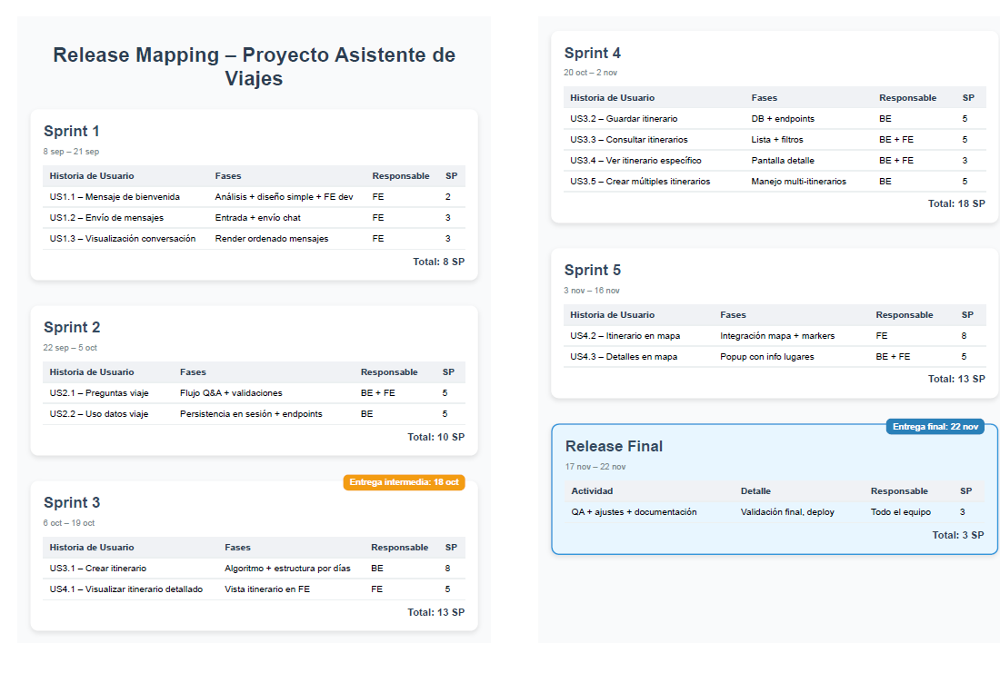 Release Mapping – Proyecto Asistente de
Viajes
Sprint 1
8 sep – 21 sep
Historia de Usuario Fases Responsable SP
US1.1 – Mensaje de bienvenida Análisis + diseño simple + FE dev FE 2
US1.2 – Envío de mensajes Entrada + envío chat FE 3
US1.3 – Visualización conversación Render ordenado mensajes FE 3
Total: 8 SP
Sprint 2
22 sep – 5 oct
Historia de Usuario Fases Responsable SP
US2.1 – Preguntas viaje Flujo Q&A + validaciones BE + FE 5
US2.2 – Uso datos viaje Persistencia en sesión + endpoints BE 5
Total: 10 SP
Entrega intermedia: 18 oct
Sprint 3
6 oct – 19 oct
Historia de Usuario Fases Responsable SP
US3.1 – Crear itinerario Algoritmo + estructura por días BE 8
US4.1 – Visualizar itinerario detallado Vista itinerario en FE FE 5
Total: 13 SP
Sprint 4
20 oct – 2 nov
Historia de Usuario Fases Responsable SP
US3.2 – Guardar itinerario DB + endpoints BE 5
US3.3 – Consultar itinerarios Lista + filtros BE + FE 5
US3.4 – Ver itinerario específico Pantalla detalle BE + FE 3
US3.5 – Crear múltiples itinerarios Manejo multi-itinerarios BE 5
Total: 18 SP
Sprint 5
3 nov – 16 nov
Historia de Usuario Fases Responsable SP
US4.2 – Itinerario en mapa Integración mapa + markers FE 8
US4.3 – Detalles en mapa Popup con info lugares BE + FE 5
Total: 13 SP
Entrega final: 22 nov
Release Final
17 nov – 22 nov
Actividad Detalle Responsable SP
QA + ajustes + documentación Validación final, deploy Todo el equipo 3
Total: 3 SP